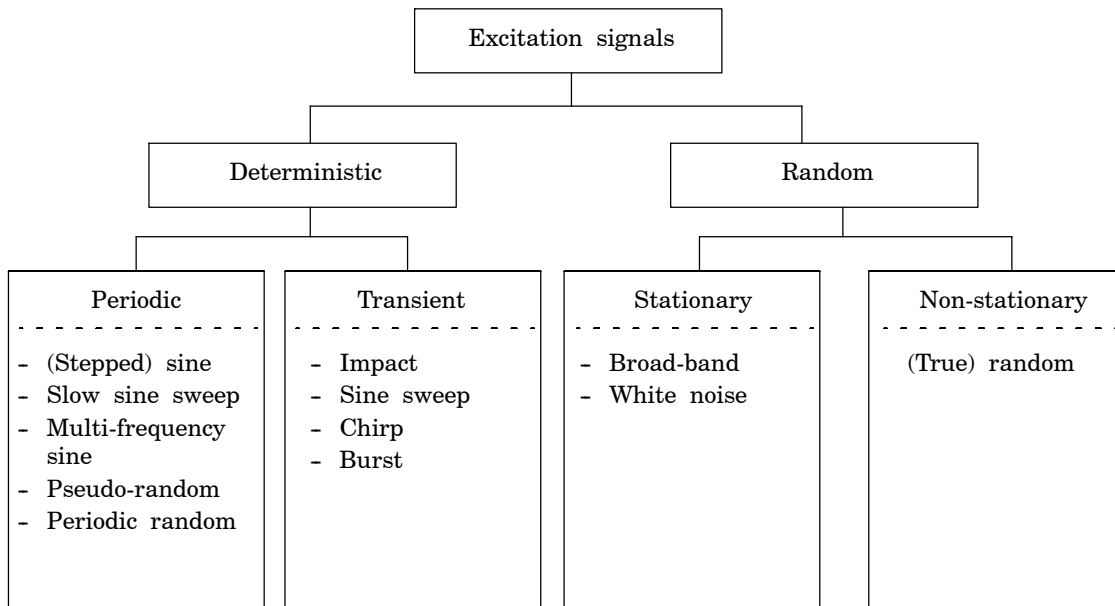 Excitation signals
Deterministic
Random
Periodic
- (Stepped) sine
- Slow sine sweep
- Multi-frequency
sine
- Pseudo-random
- Periodic random
Transient
- Impact
- Sine sweep
- Chirp
- Burst
Stationary
- Broad-band
- White noise
Non-stationary
(True) random